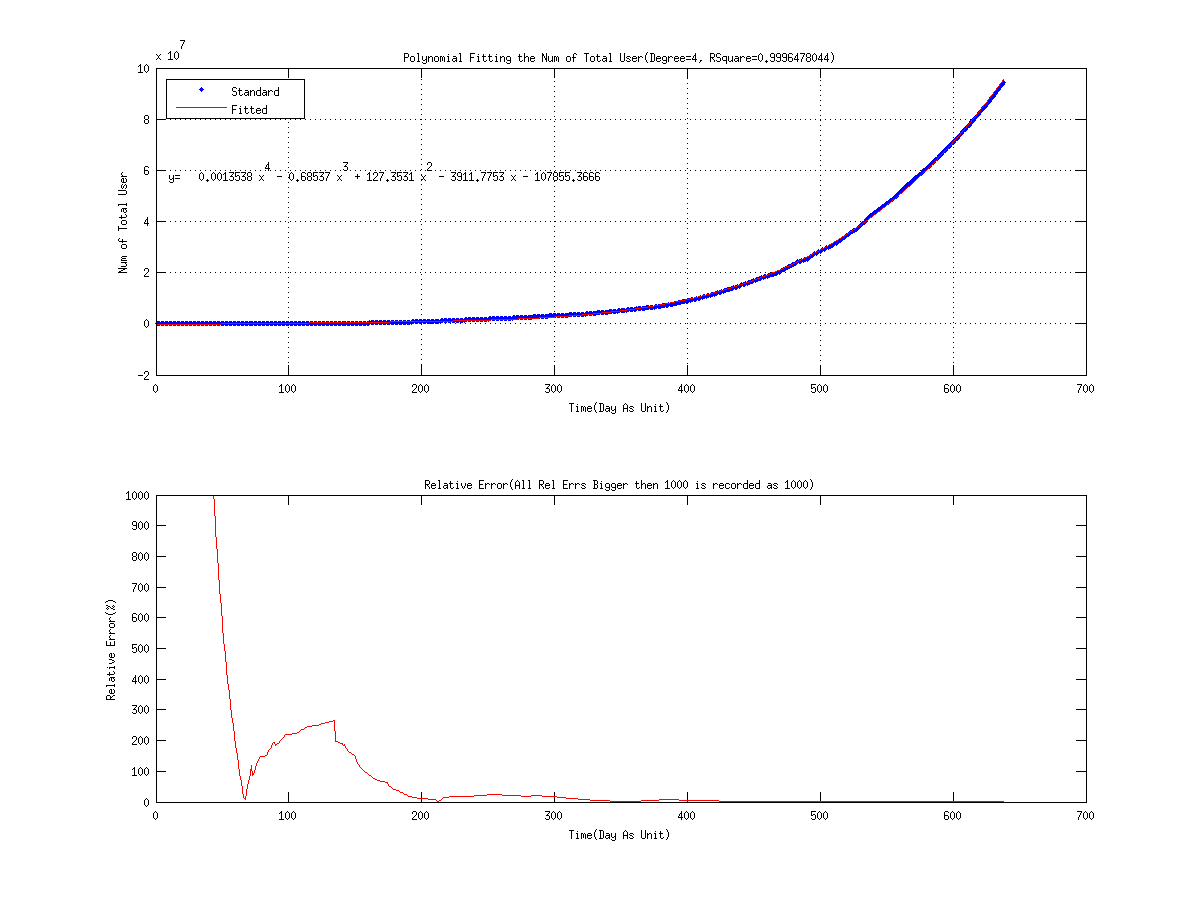 x 10^7
Polynomial Fitting the Num of Total User(Degree=4, RSquare=0.9996478044)
10
8
6
4
2
0
-2
Num of Total User
Standard
Fitted
y= 0.0013538 x^4 - 0.68537 x^3 + 127.3531 x^2 - 3911.7753 x - 107855.3666
0 100 200 300 400 500 600 700
Time(Day As Unit)
Relative Error(All Rel Errs Bigger then 1000 is recorded as 1000)
1000
900
800
700
600
500
400
300
200
100
0
Relative Error(%)
0 100 200 300 400 500 600 700
Time(Day As Unit)